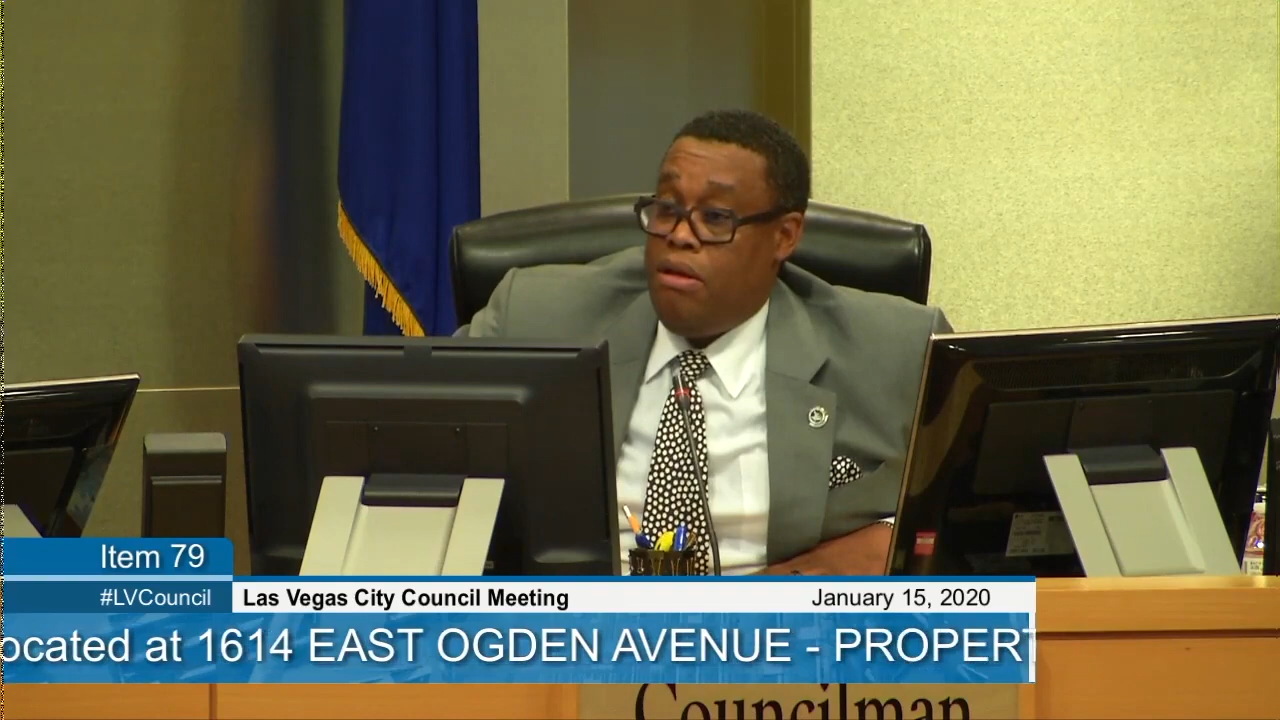 Item 79
#LVCouncil
Las Vegas City Council Meeting
January 15, 2020
ocated at 1614 EAST OGDEN AVENUE - PROPERT
Councilman